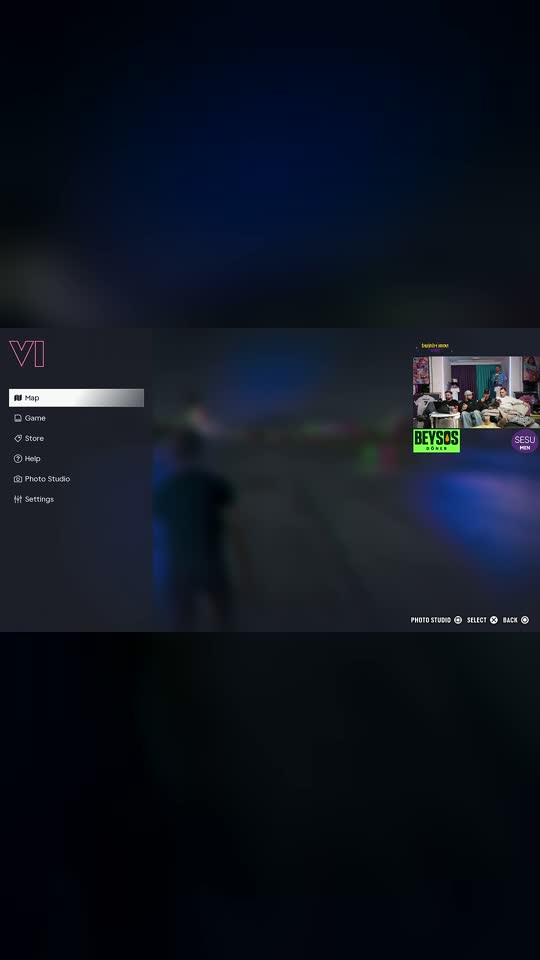 VI
Map
Game
Store
Help
Photo Studio
Settings
BEYSOS
DÖNER
SESU
MEN
PHOTO STUDIO
SELECT
BACK